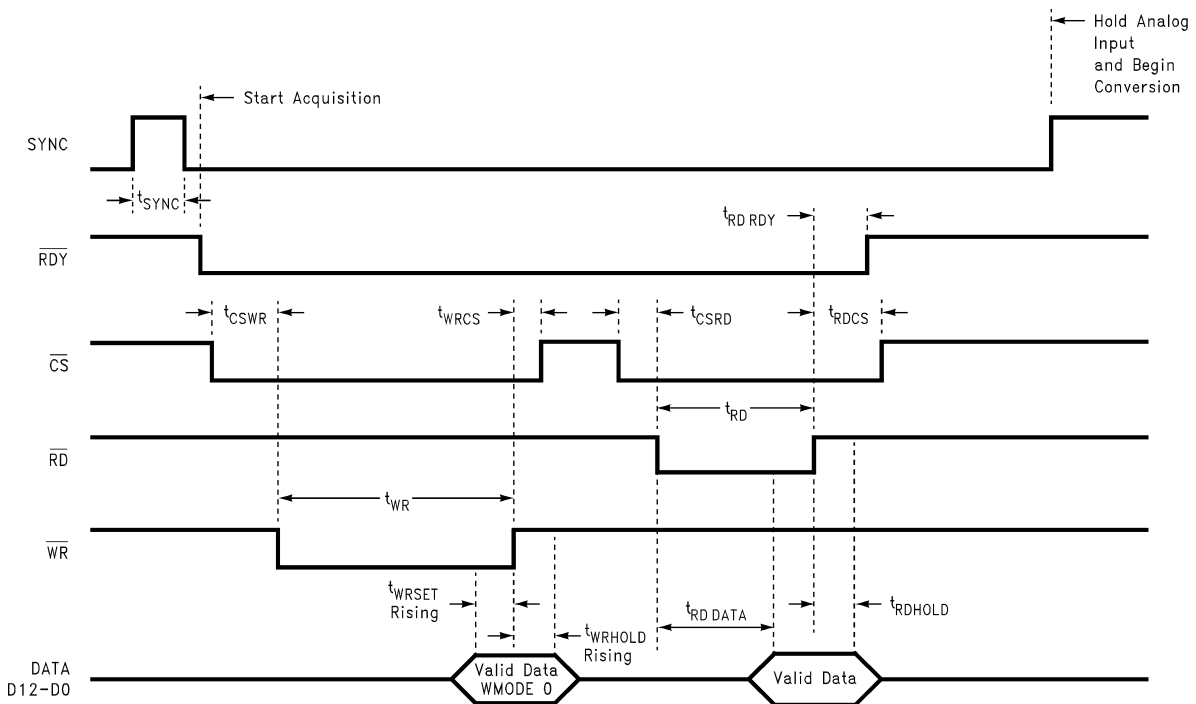 Hold Analog
Input
and Begin
Conversion
Start Acquisition
SYNC
tSYNC
tRD RDY
RDY
tCSWR
tWRCS
tCSRD
tRDCS
CS
tRD
RD
tWR
WR
tWRSET
Rising
tRD DATA
tRDHOLD
tWRHOLD
Rising
DATA
D12-D0
Valid Data
WMODE 0
Valid Data